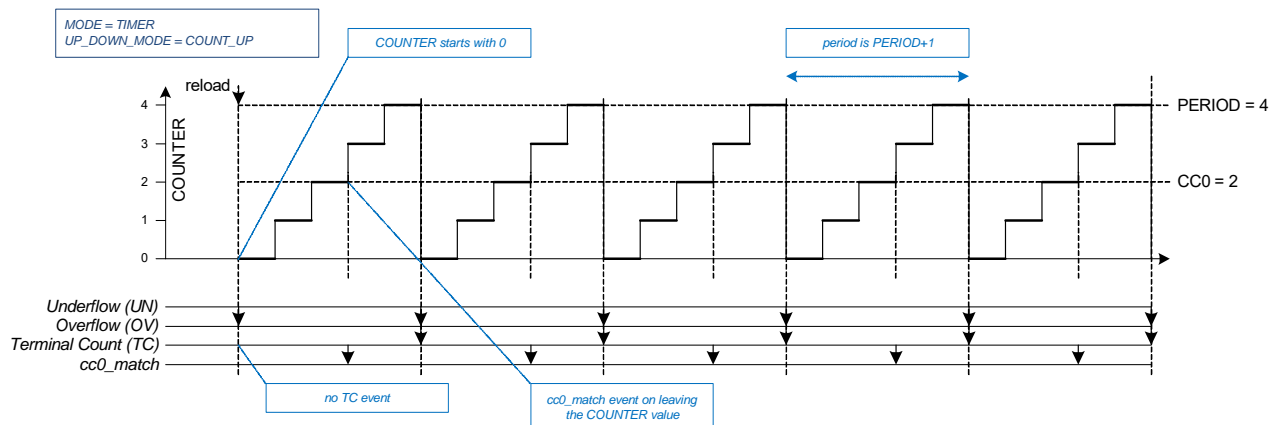 MODE = TIMER
UP_DOWN_MODE = COUNT_UP
COUNTER starts with 0
period is PERIOD+1
reload
COUNTER
4
3
2
1
0
PERIOD = 4
CC0 = 2
Underflow (UN)
Overflow (OV)
Terminal Count (TC)
cc0_match
no TC event
cc0_match event on leaving
the COUNTER value